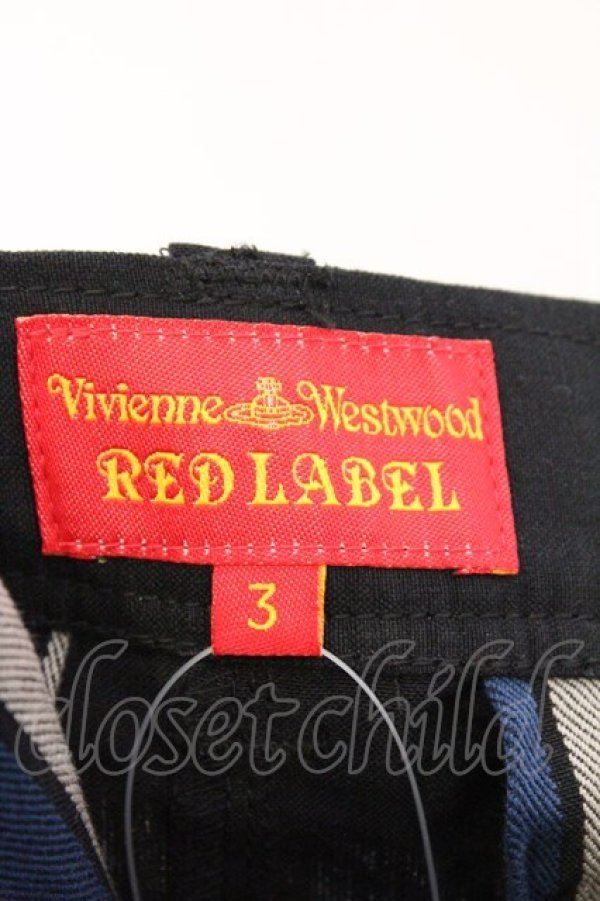 Vivienne Westwood
RED LABEL
3
closet child